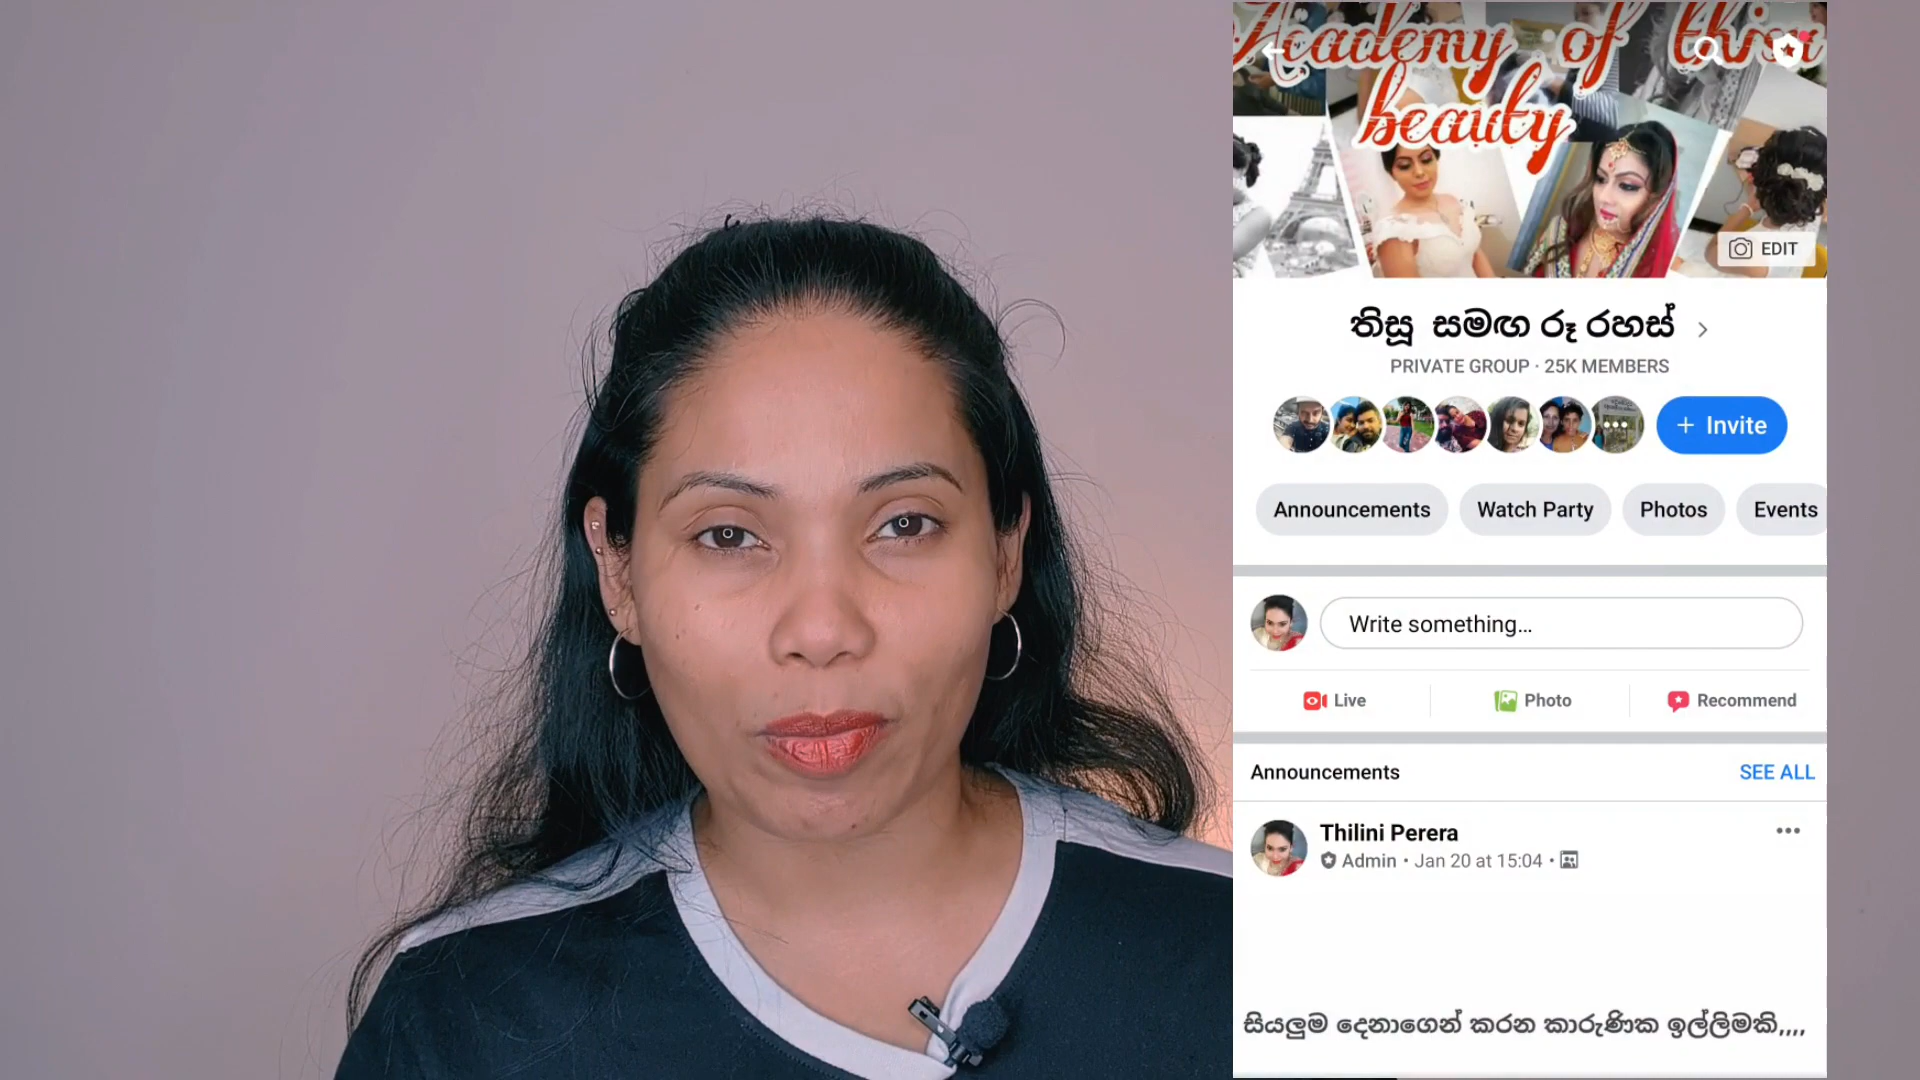 Academy of thisu
beauty
EDIT
තිසූ සමඟ රූ රහස්
PRIVATE GROUP · 25K MEMBERS
+ Invite
Announcements Watch Party Photos Events
Write something...
Live Photo Recommend
Announcements SEE ALL
Thilini Perera
Admin • Jan 20 at 15:04 •
සියලුම දෙනාගෙන් කරන කාරුණික ඉල්ලිමකි,,,,